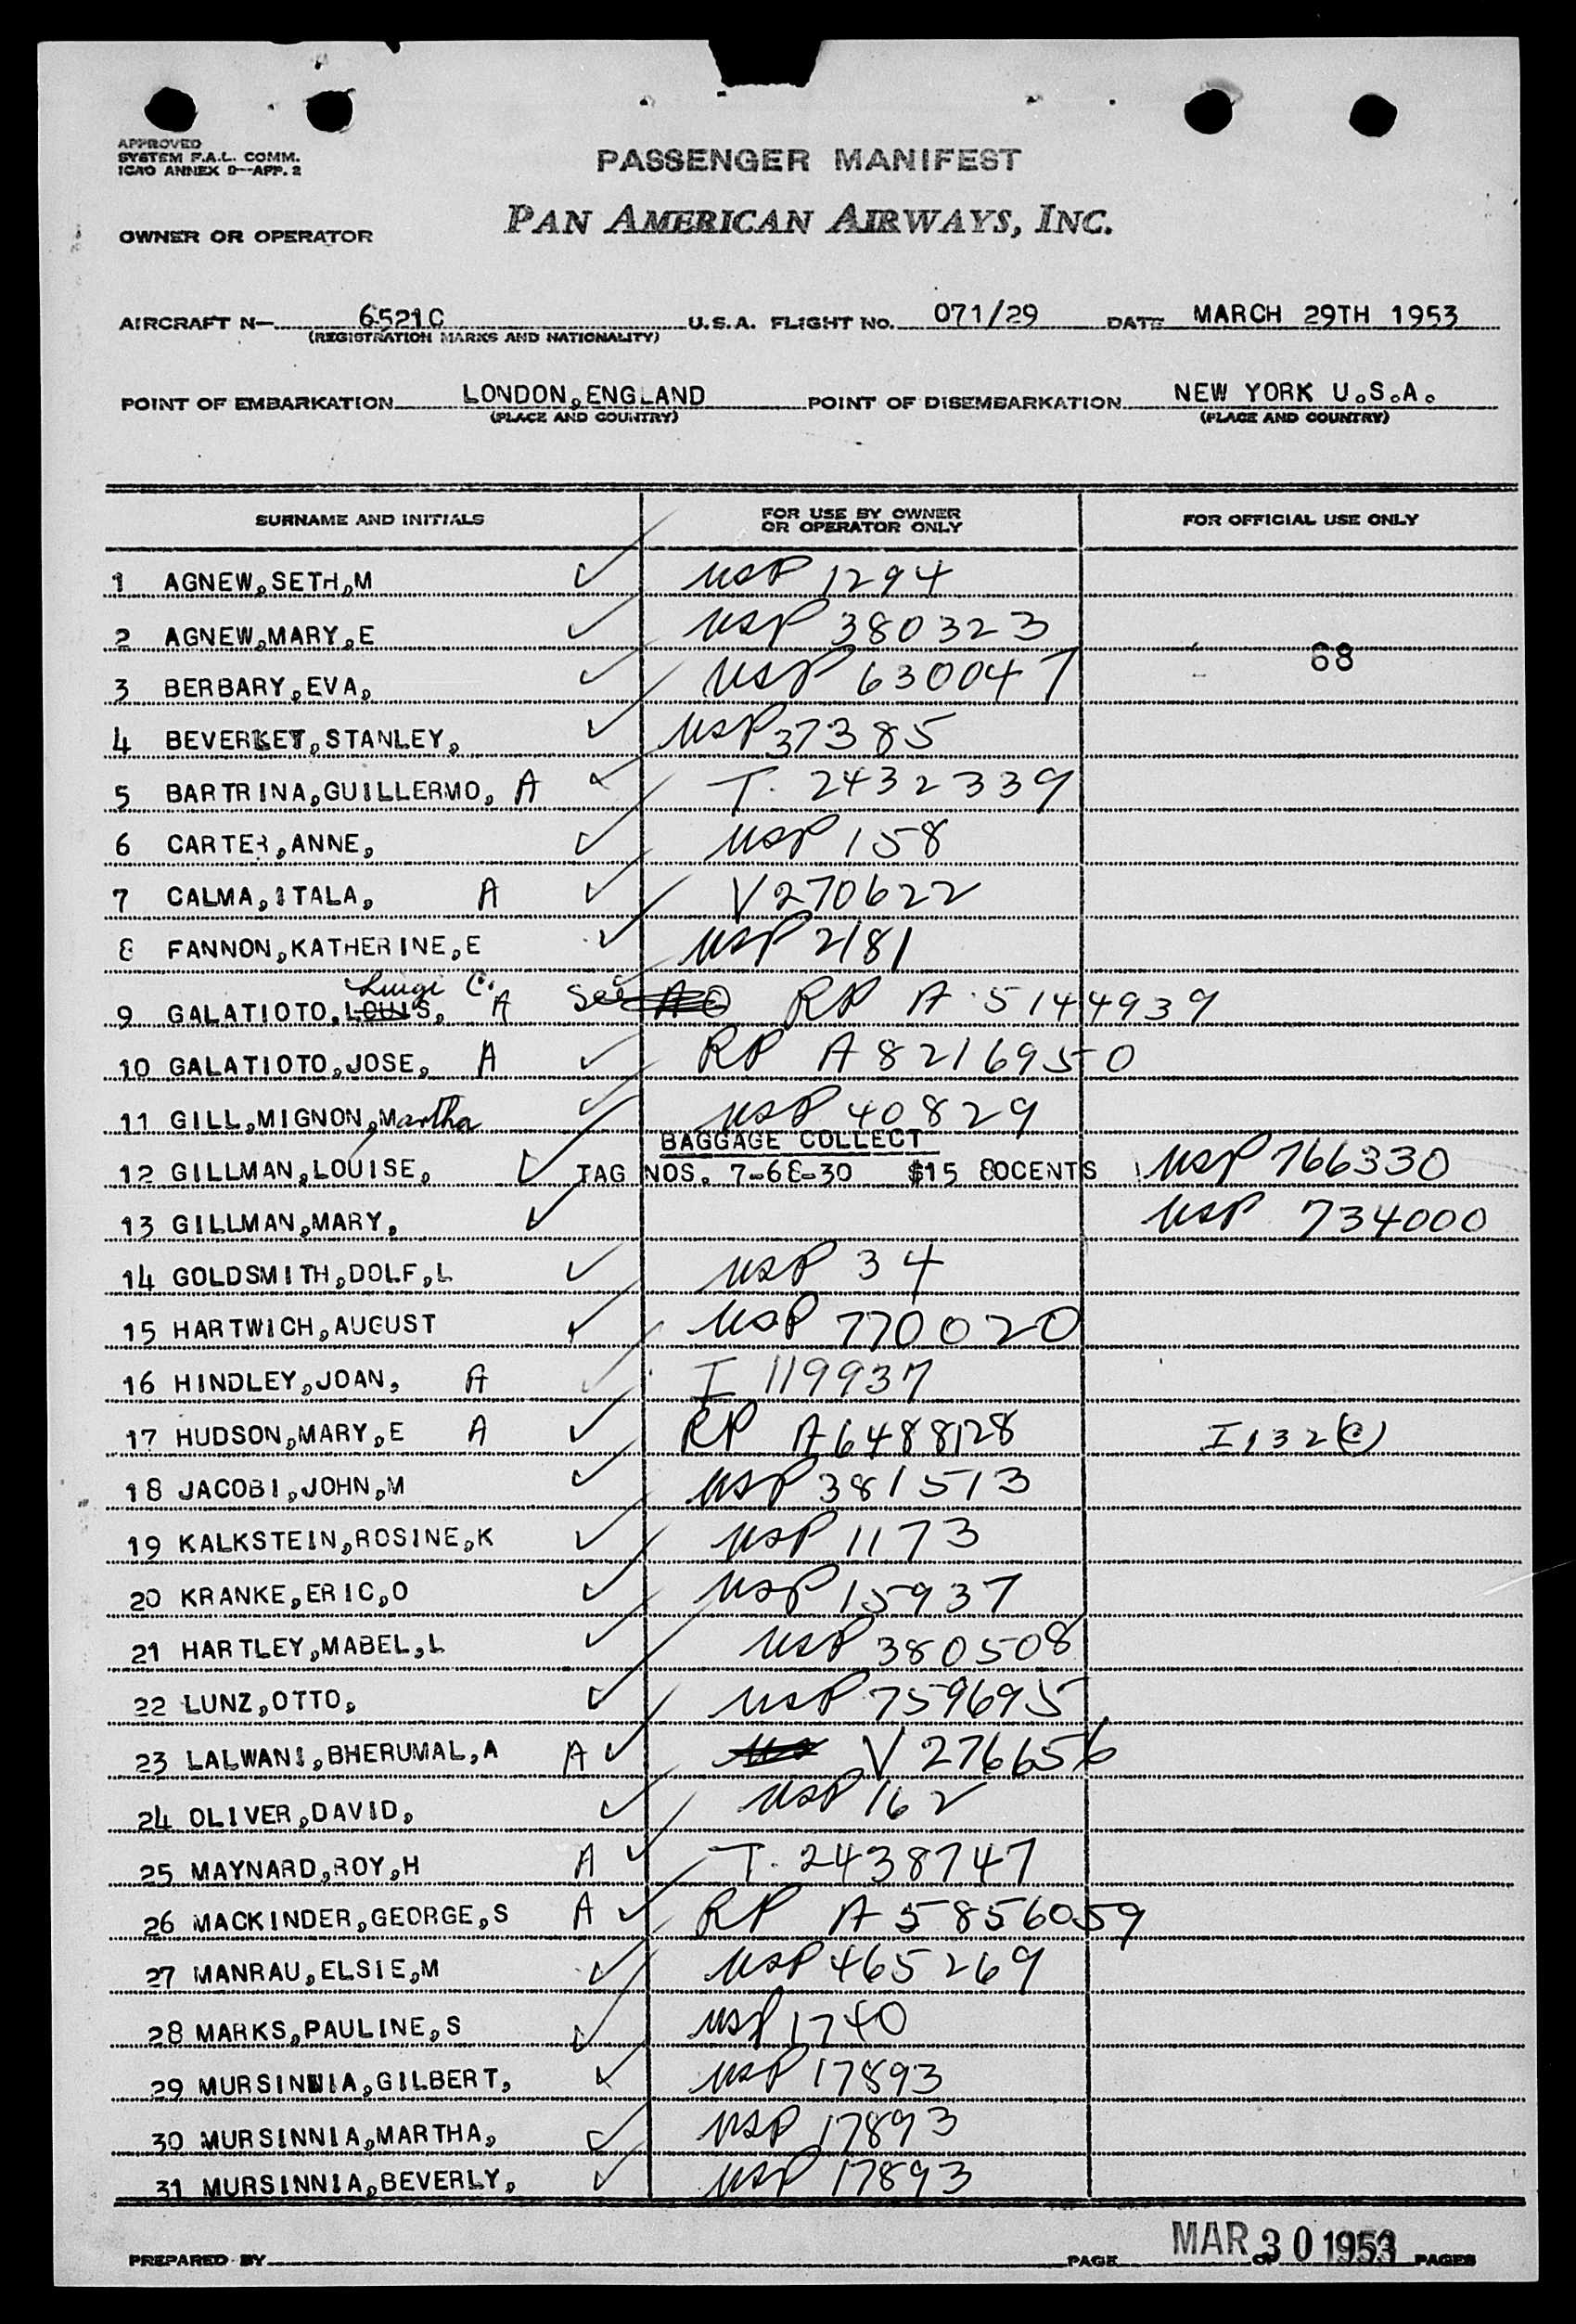 APPROVED
SYSTEM F.A.L. COMM.
ICAO ANNEX 9--APP. 2
PASSENGER MANIFEST
OWNER OR OPERATOR PAN AMERICAN AIRWAYS, INC.
AIRCRAFT N— 6521C U.S.A. FLIGHT NO. 071/29 DATE MARCH 29TH 1953
(REGISTRATION MARKS AND NATIONALITY)
POINT OF EMBARKATION LONDON, ENGLAND POINT OF DISEMBARKATION NEW YORK U.S.A.
(PLACE AND COUNTRY) (PLACE AND COUNTRY)
SURNAME AND INITIALS FOR USE BY OWNER OR OPERATOR ONLY FOR OFFICIAL USE ONLY
1 AGNEW, SETH, M ✓ USP 1294
2 AGNEW, MARY, E ✓ USP 380323
68
3 BERBARY, EVA, ✓ USP 630047
4 BEVERLEY, STANLEY, ✓ USP 37385
5 BARTRINA, GUILLERMO, A ✓ T. 2432339
6 CARTER, ANNE, ✓ USP 158
7 CALMA, ITALA, A ✓ V270622
8 FANNON, KATHERINE, E ✓ USP 2181
Luigi C.
9 GALATIOTO, LOUIS, A See RP A 5144939
10 GALATIOTO, JOSE, A ✓ RP A8216950
11 GILL, MIGNON, Martha ✓ USP 40829
BAGGAGE COLLECT
12 GILLMAN, LOUISE, ✓ TAG NOS. 7-68-30 $15 80CENTS USP 766330
13 GILLMAN, MARY, ✓ USP 734000
14 GOLDSMITH, DOLF, L ✓ USP 34
15 HARTWICH, AUGUST ✓ USP 770020
16 HINDLEY, JOAN, A ✓ I 119937
17 HUDSON, MARY, E A ✓ RP A6488128 I 132(e)
18 JACOBI, JOHN, M ✓ USP 381513
19 KALKSTEIN, ROSINE, K ✓ USP 1173
20 KRANKE, ERIC, O ✓ USP 15937
21 HARTLEY, MABEL, L ✓ USP 380508
22 LUNZ, OTTO, ✓ USP 759695
23 LALWANI, BHERUMAL, A A ✓ V 276656
24 OLIVER, DAVID, ✓ USP 162
25 MAYNARD, ROY, H A ✓ T. 2438747
26 MACKINDER, GEORGE, S A ✓ RP A 5856059
27 MANRAU, ELSIE, M ✓ USP 465269
28 MARKS, PAULINE, S ✓ USP 1740
29 MURSINNIA, GILBERT, ✓ USP 17893
30 MURSINNIA, MARTHA, ✓ USP 17893
31 MURSINNIA, BEVERLY, ✓ USP 17893
PREPARED BY PAGE OF PAGES
MAR 30 1953